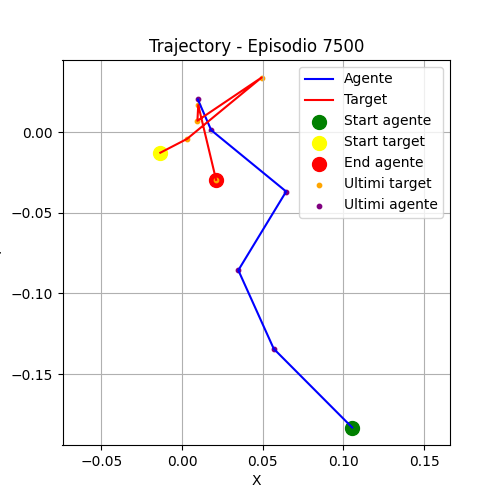 Trajectory - Episodio 7500
Agente
Target
Start agente
Start target
End agente
Ultimi target
Ultimi agente
0.00
−0.05
−0.10
−0.15
−0.05
0.00
0.05
0.10
0.15
X